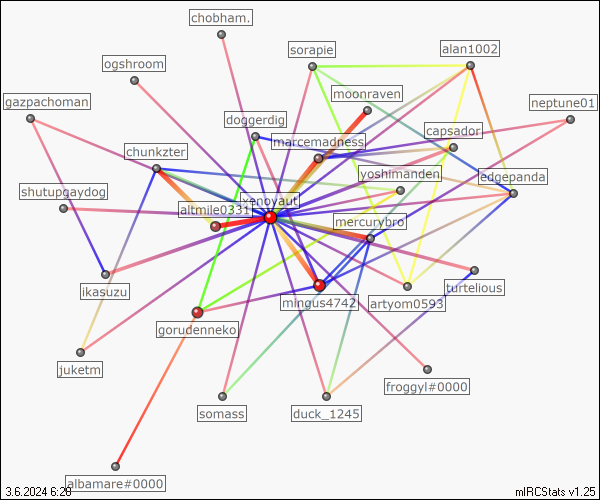 chobham.
sorapie
alan1002
ogshroom
moonraven
gazpachoman
neptune01
doggerdig
capsador
marcemadness
chunkzter
yoshimanden
edgepanda
shutupgaydog
xenoyaut
altmile0331
mercurybro
ikasuzu
turtelious
mingus4742
artyom0593
gorudenneko
juketm
froggyl#0000
somass
duck_1245
albamare#0000
3.6.2024 6:20
mIRCStats v1.25